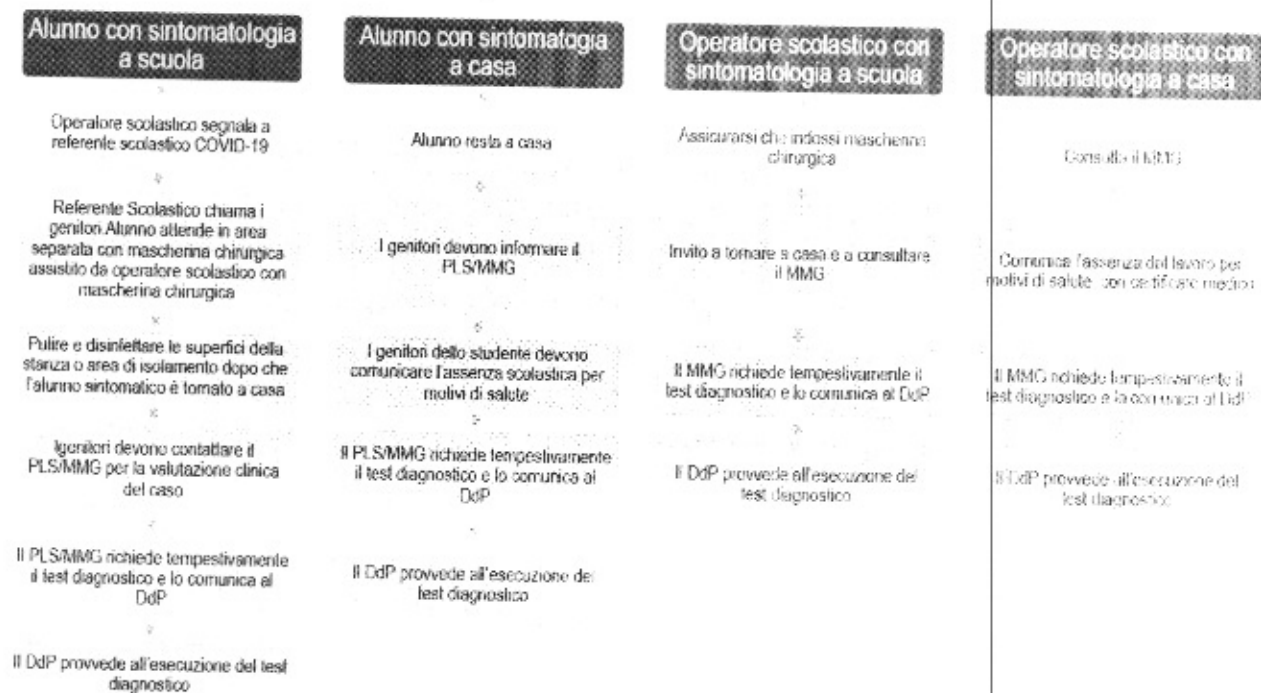 Alunno con sintomatologia
a scuola
Operatore scolastico segnala a
referente scolastico COVID-19
Referente Scolastico chiama i
genitori Alunno attende in area
separata con mascherina chirurgica
assistito da operatore scolastico con
mascherina chirurgica
Pulire e disinfettare le superfici della
stanza o area di isolamento dopo che
l'alunno sintomatico è tornato a casa
Igenitori devono contattare il
PLS/MMG per la valutazione clinica
del caso
Il PLS/MMG richiede tempestivamente
il test diagnostico e lo comunica al
DdP
Il DdP provvede all'esecuzione del test
diagnostico
Alunno con sintomatogia
a casa
Alunno resta a casa
I genitori devono informare il
PLS/MMG
I genitori dello studente devono
comunicare l'assenza scolastica per
motivi di salute
Il PLS/MMG richiede tempestivamente
il test diagnostico e lo comunica al
DdP
Il DdP provvede all'esecuzione del
test diagnostico
Operatore scolastico con
sintomatologia a scuola
Assicurarsi che indossi mascherina
chirurgica
Invito a tornare a casa e a consultare
il MMG
Il MMG richiede tempestivamente il
test diagnostico e lo comunica al DdP
Il DdP provvede all'esecuzione del
test diagnostico
Operatore scolastico con
sintomatologia a casa
Consulta il MMG
Comunica l'assenza dal lavoro per
motivi di salute, con certificato medico
Il MMG richiede tempestivamente il
test diagnostico e lo comunica al DdP
Il DdP provvede all'esecuzione del
test diagnostico